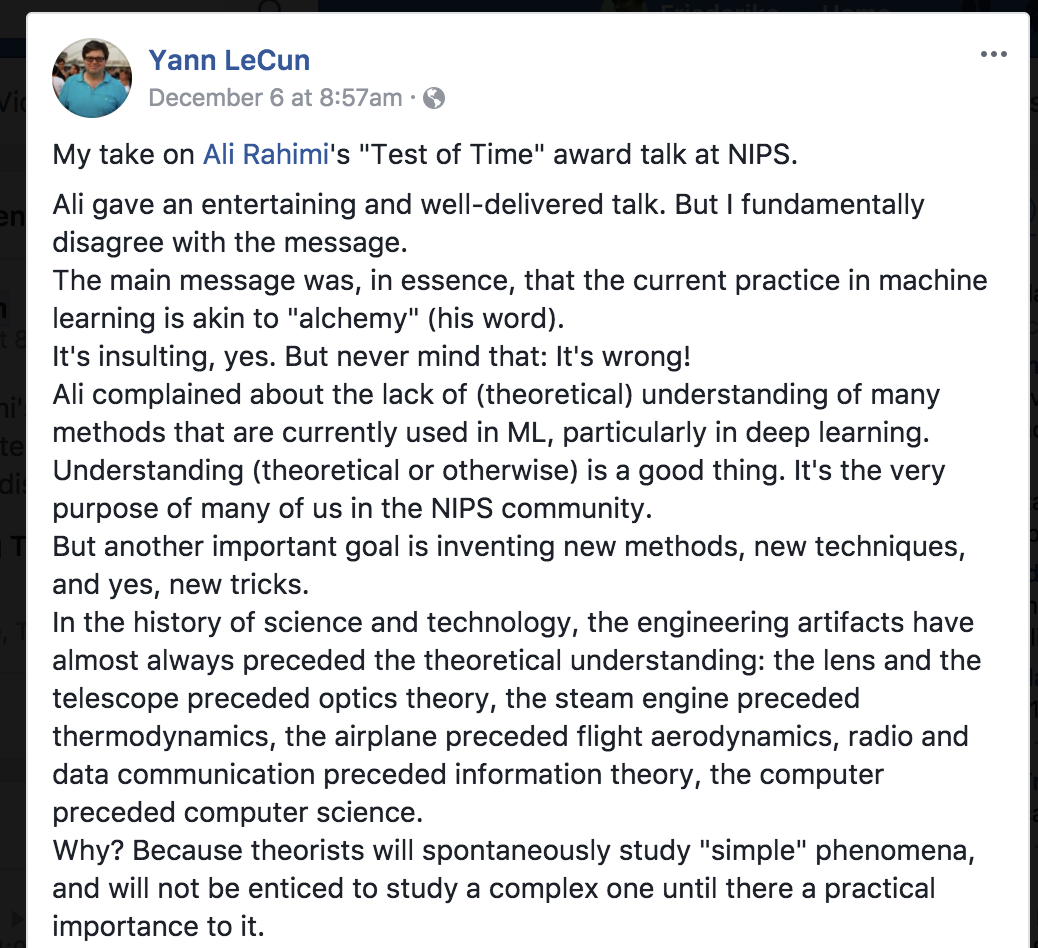 Yann LeCun
December 6 at 8:57am ·
My take on Ali Rahimi's "Test of Time" award talk at NIPS.
Ali gave an entertaining and well-delivered talk. But I fundamentally
disagree with the message.
The main message was, in essence, that the current practice in machine
learning is akin to "alchemy" (his word).
It's insulting, yes. But never mind that: It's wrong!
Ali complained about the lack of (theoretical) understanding of many
methods that are currently used in ML, particularly in deep learning.
Understanding (theoretical or otherwise) is a good thing. It's the very
purpose of many of us in the NIPS community.
But another important goal is inventing new methods, new techniques,
and yes, new tricks.
In the history of science and technology, the engineering artifacts have
almost always preceded the theoretical understanding: the lens and the
telescope preceded optics theory, the steam engine preceded
thermodynamics, the airplane preceded flight aerodynamics, radio and
data communication preceded information theory, the computer
preceded computer science.
Why? Because theorists will spontaneously study "simple" phenomena,
and will not be enticed to study a complex one until there a practical
importance to it.